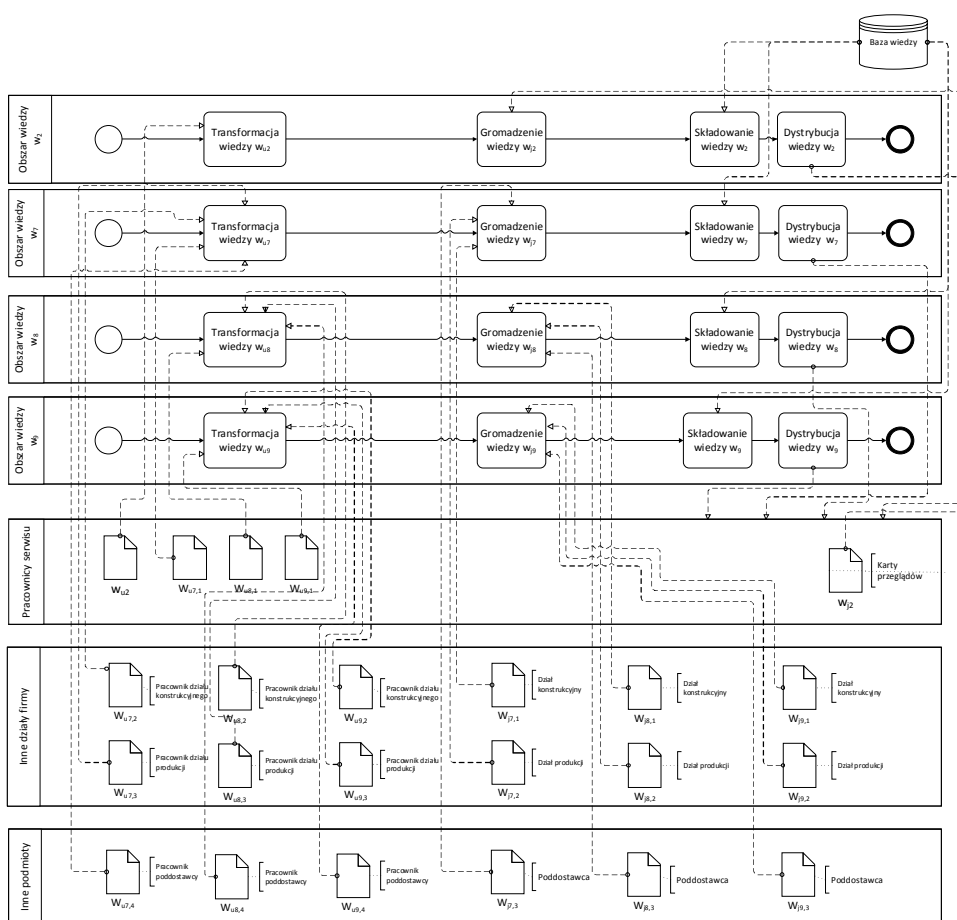 Baza wiedzy
Obszar wiedzy
w₂
Transformacja
wiedzy wᵤ₂
Gromadzenie
wiedzy wⱼ₂
Składowanie
wiedzy w₂
Dystrybucja
wiedzy w₂
Obszar wiedzy
w₇
Transformacja
wiedzy wᵤ₇
Gromadzenie
wiedzy wⱼ₇
Składowanie
wiedzy w₇
Dystrybucja
wiedzy w₇
Obszar wiedzy
w₈
Transformacja
wiedzy wᵤ₈
Gromadzenie
wiedzy wⱼ₈
Składowanie
wiedzy w₈
Dystrybucja
wiedzy w₈
Obszar wiedzy
w₉
Transformacja
wiedzy wᵤ₉
Gromadzenie
wiedzy wⱼ₉
Składowanie
wiedzy w₉
Dystrybucja
wiedzy w₉
Pracownicy serwisu
Wᵤ₂
Wᵤ₇,₁
Wᵤ₈,₁
Wᵤ₉,₁
Wⱼ₂
Karty
przeglądów
Inne działy firmy
Wᵤ₇,₂
Pracownik działu
konstrukcyjnego
Wᵤ₈,₂
Pracownik działu
konstrukcyjnego
Wᵤ₉,₂
Pracownik działu
konstrukcyjnego
Wⱼ₇,₁
Dział
konstrukcyjny
Wⱼ₈,₁
Dział
konstrukcyjny
Wⱼ₉,₁
Dział
konstrukcyjny
Wᵤ₇,₃
Pracownik działu
produkcji
Wᵤ₈,₃
Pracownik działu
produkcji
Wᵤ₉,₃
Pracownik działu
produkcji
Wⱼ₇,₂
Dział produkcji
Wⱼ₈,₂
Dział produkcji
Wⱼ₉,₂
Dział produkcji
Inne podmioty
Wᵤ₇,₄
Pracownik
poddostawcy
Wᵤ₈,₄
Pracownik
poddostawcy
Wᵤ₉,₄
Pracownik
poddostawcy
Wⱼ₇,₃
Poddostawca
Wⱼ₈,₃
Poddostawca
Wⱼ₉,₃
Poddostawca